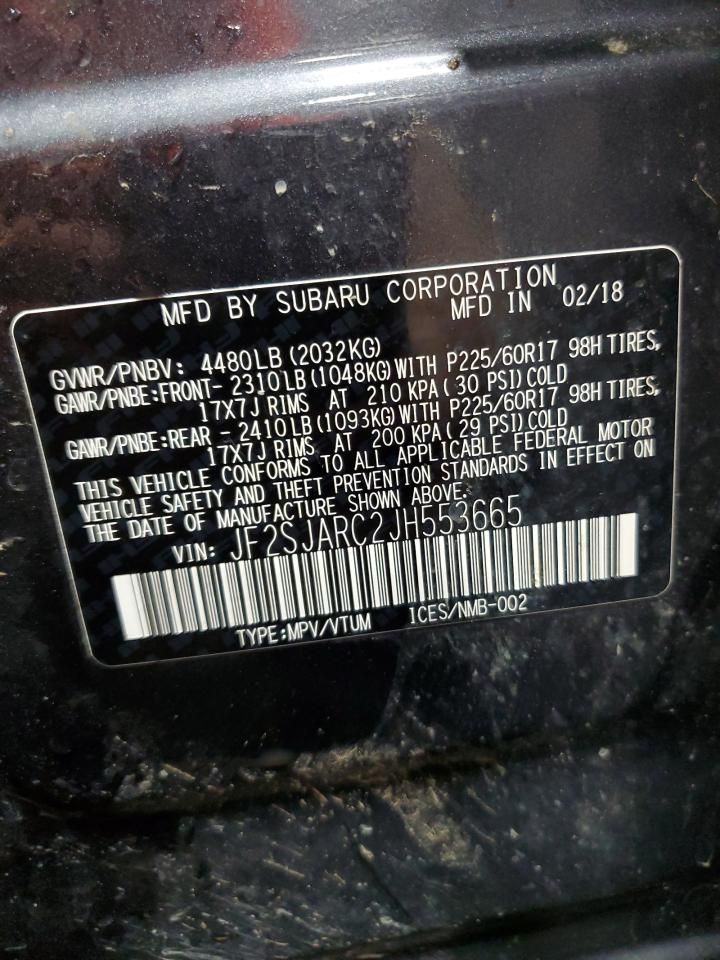 MFD BY SUBARU CORPORATION
MFD IN 02/18
GVWR/PNBV: 4480LB (2032KG)
GAWR/PNBE:FRONT- 2310LB (1048KG) WITH P225/60R17 98H TIRES,
17X7J RIMS AT 210 KPA (30 PSI) COLD
GAWR/PNBE:REAR - 2410LB (1093KG) WITH P225/60R17 98H TIRES,
17X7J RIMS AT 200 KPA (29 PSI) COLD
THIS VEHICLE CONFORMS TO ALL APPLICABLE FEDERAL MOTOR
VEHICLE SAFETY AND THEFT PREVENTION STANDARDS IN EFFECT ON
THE DATE OF MANUFACTURE SHOWN ABOVE.
VIN: JF2SJARC2JH553665
TYPE:MPV/VTUM ICES/NMB-002